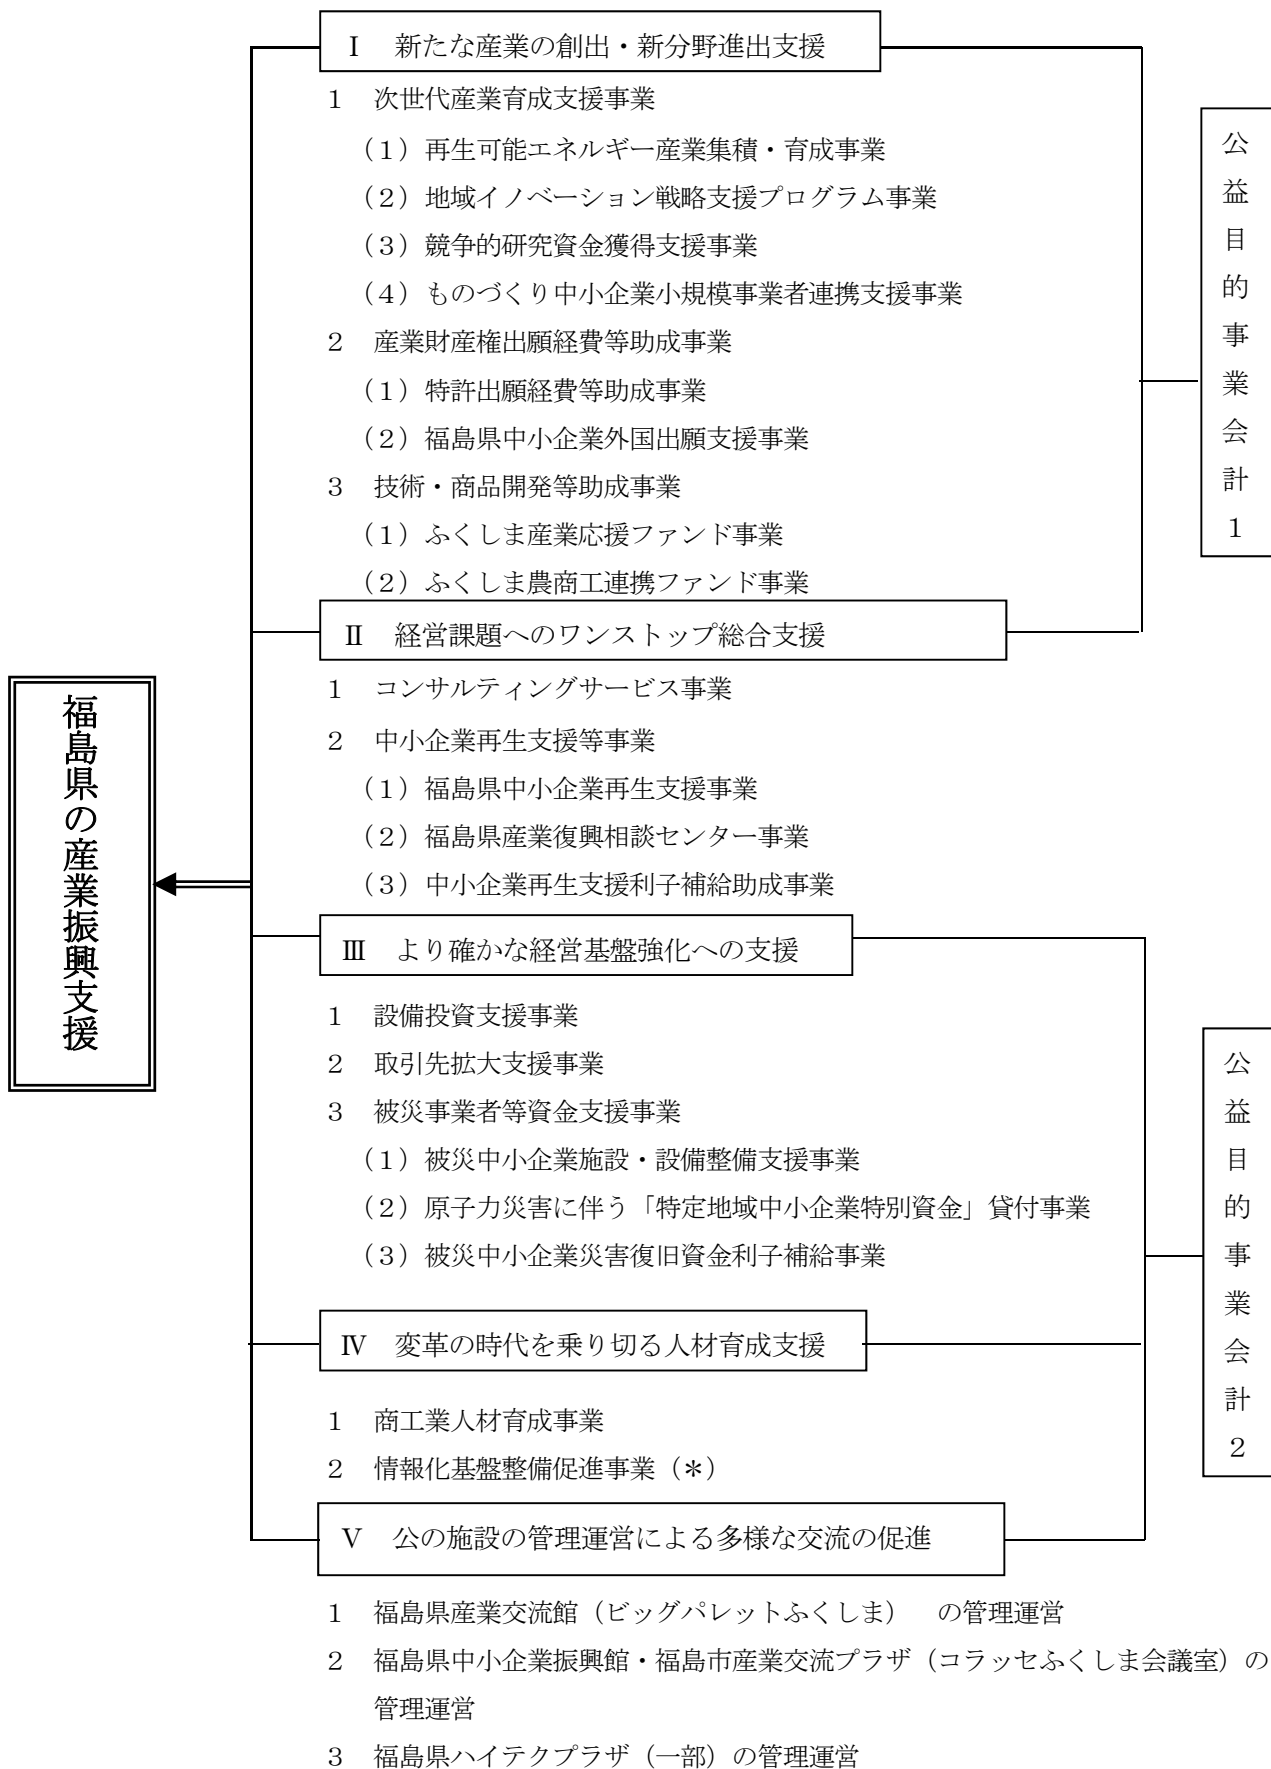 Ⅰ　新たな産業の創出・新分野進出支援
１　次世代産業育成支援事業
（１）再生可能エネルギー産業集積・育成事業
（２）地域イノベーション戦略支援プログラム事業
（３）競争的研究資金獲得支援事業
（４）ものづくり中小企業小規模事業者連携支援事業
２　産業財産権出願経費等助成事業
（１）特許出願経費等助成事業
（２）福島県中小企業外国出願支援事業
３　技術・商品開発等助成事業
（１）ふくしま産業応援ファンド事業
（２）ふくしま農商工連携ファンド事業
公益目的事業会計１
Ⅱ　経営課題へのワンストップ総合支援
１　コンサルティングサービス事業
２　中小企業再生支援等事業
（１）福島県中小企業再生支援事業
（２）福島県産業復興相談センター事業
（３）中小企業再生支援利子補給助成事業
福島県の産業振興支援
Ⅲ　より確かな経営基盤強化への支援
１　設備投資支援事業
２　取引先拡大支援事業
３　被災事業者等資金支援事業
（１）被災中小企業施設・設備整備支援事業
（２）原子力災害に伴う「特定地域中小企業特別資金」貸付事業
（３）被災中小企業災害復旧資金利子補給事業
公益目的事業会計２
Ⅳ　変革の時代を乗り切る人材育成支援
１　商工業人材育成事業
２　情報化基盤整備促進事業（＊）
Ⅴ　公の施設の管理運営による多様な交流の促進
１　福島県産業交流館（ビッグパレットふくしま）　の管理運営
２　福島県中小企業振興館・福島市産業交流プラザ（コラッセふくしま会議室）の
管理運営
３　福島県ハイテクプラザ（一部）の管理運営